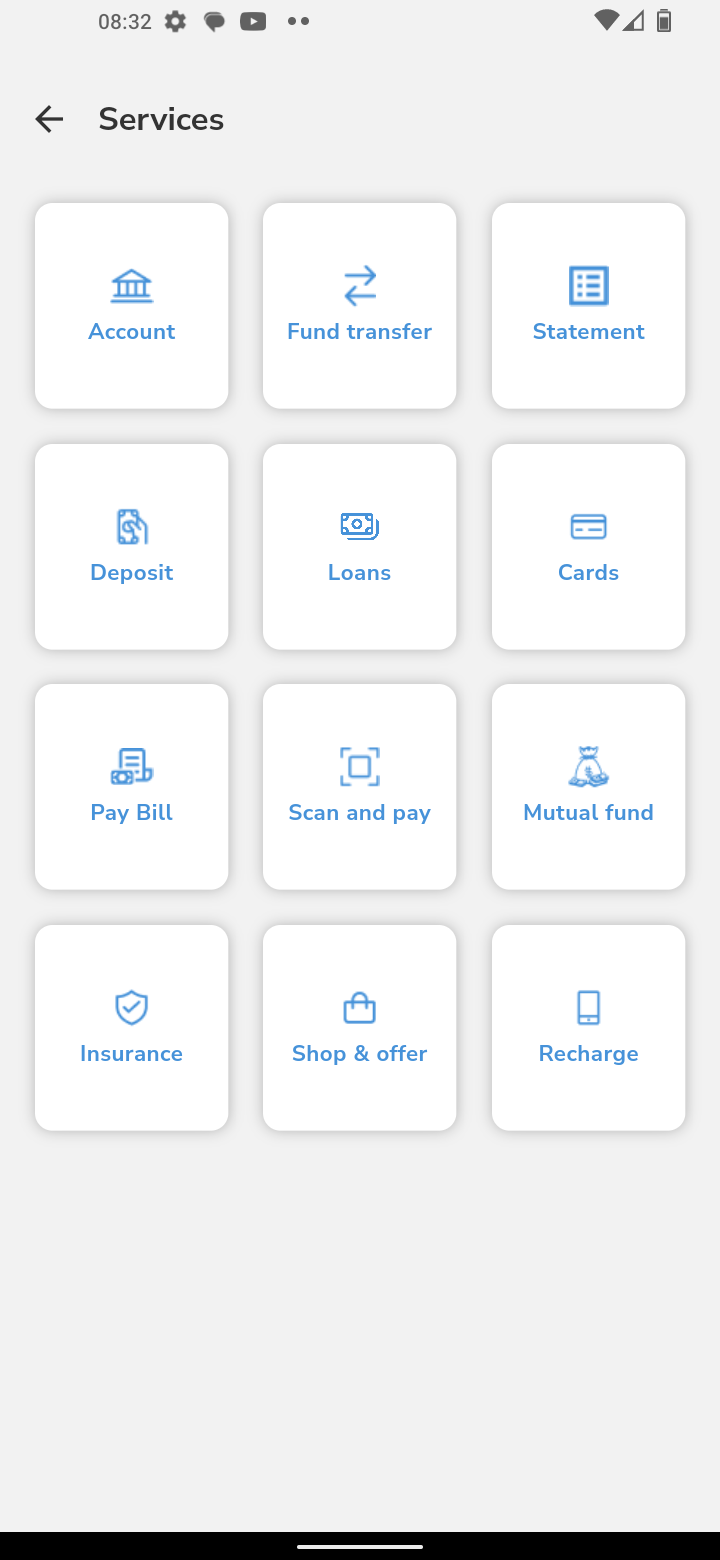 08:32
Services
Account
Fund transfer
Statement
Deposit
Loans
Cards
Pay Bill
Scan and pay
Mutual fund
Insurance
Shop & offer
Recharge